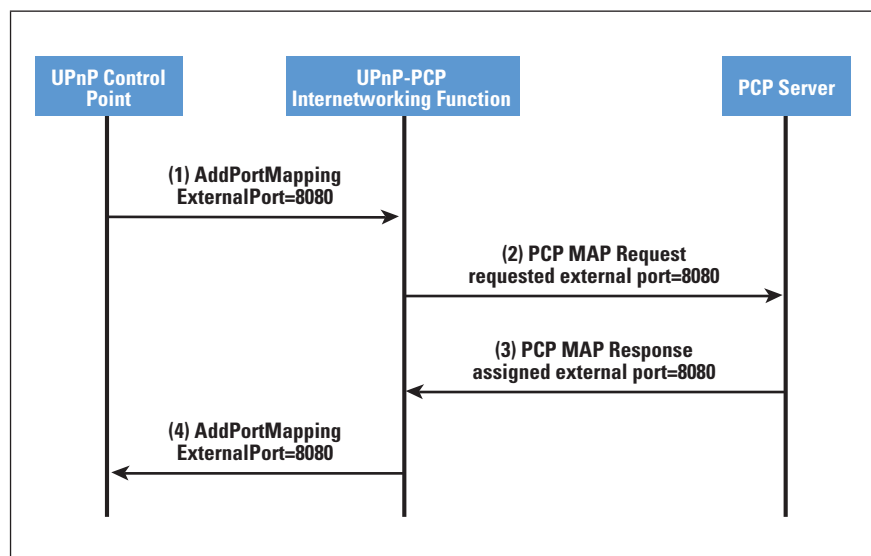 UPnP Control
Point
UPnP-PCP
Internetworking Function
PCP Server
(1) AddPortMapping
ExternalPort=8080
(2) PCP MAP Request
requested external port=8080
(3) PCP MAP Response
assigned external port=8080
(4) AddPortMapping
ExternalPort=8080